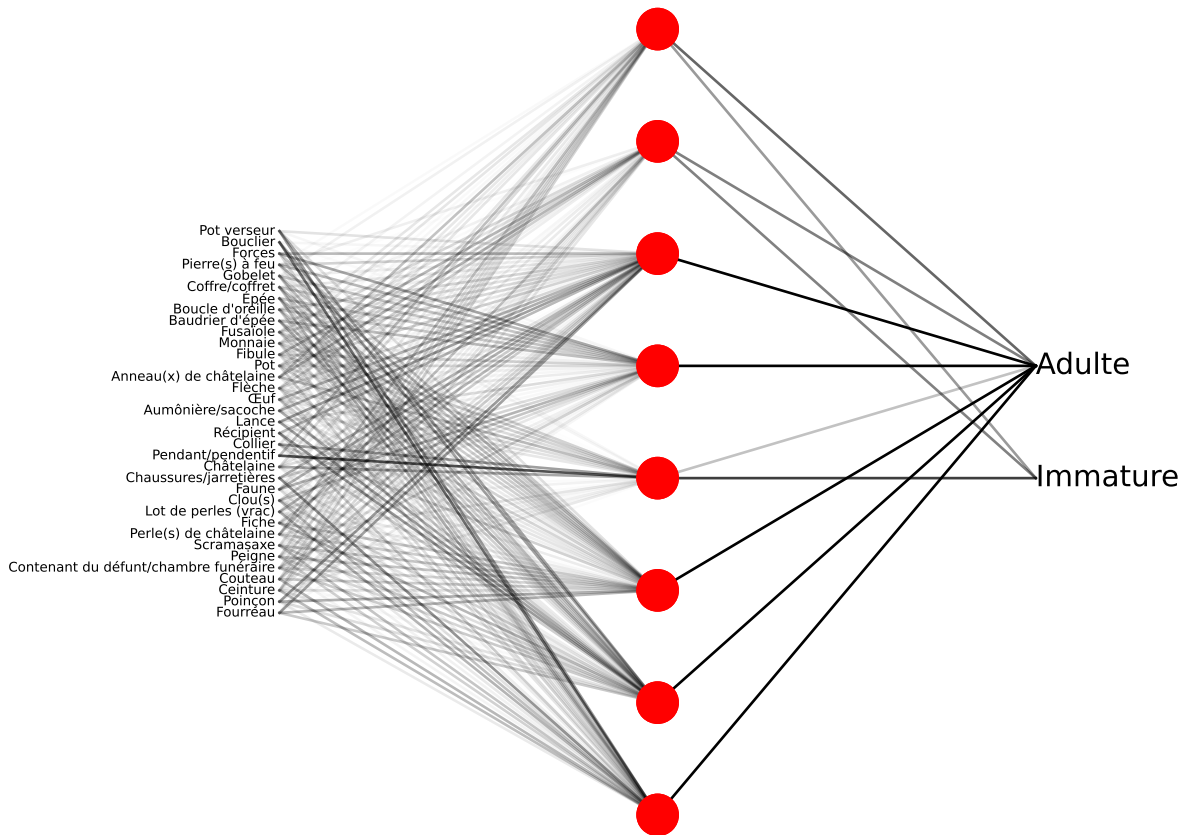 Pot verseur
Bouclier
Forces
Pierre(s) à feu
Gobelet
Coffre/coffret
Épée
Boucle d'oreille
Baudrier d'épée
Fusaïole
Monnaie
Fibule
Pot
Anneau(x) de châtelaine
Adulte
Flèche
Œuf
Aumônière/sacoche
Lance
Récipient
Collier
Pendant/pendentif
Châtelaine
Immature
Chaussures/jarretières
Faune
Clou(s)
Lot de perles (vrac)
Fiche
Perle(s) de châtelaine
Scramasaxe
Peigne
Contenant du défunt/chambre funéraire
Couteau
Ceinture
Poinçon
Fourreau